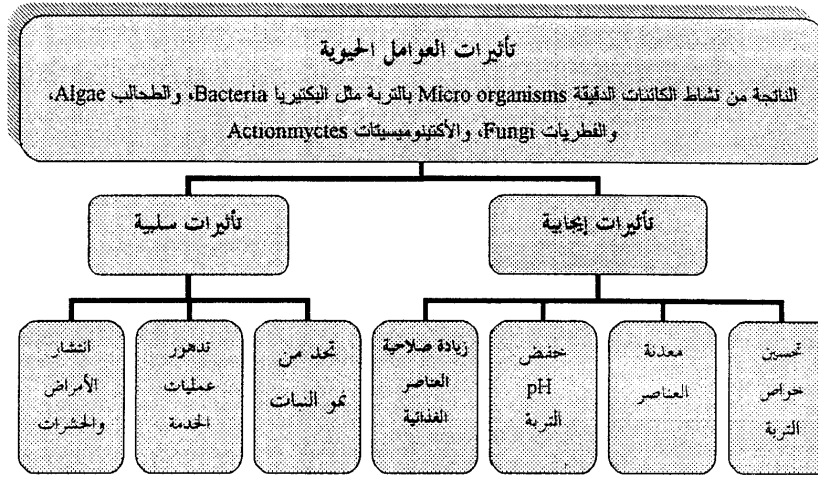 تأثيرات العوامل الحيوية
الناتجة من نشاط الكائنات الدقيقة Micro organisms بالتربة مثل البكتيريا Bacteria، والطحالب Algae،
والفطريات Fungi، والأكتينوميسيتات Actionmyctes
تأثيرات إيجابية
تأثيرات سلبية
تحسين
خواص
التربة
معدنة
العناصر
خفض
pH
التربة
زيادة صلاحية
العناصر
الغذائية
تحد من
نمو النبات
تدهور
عمليات
الخدمة
انتشار
الأمراض
والحشرات